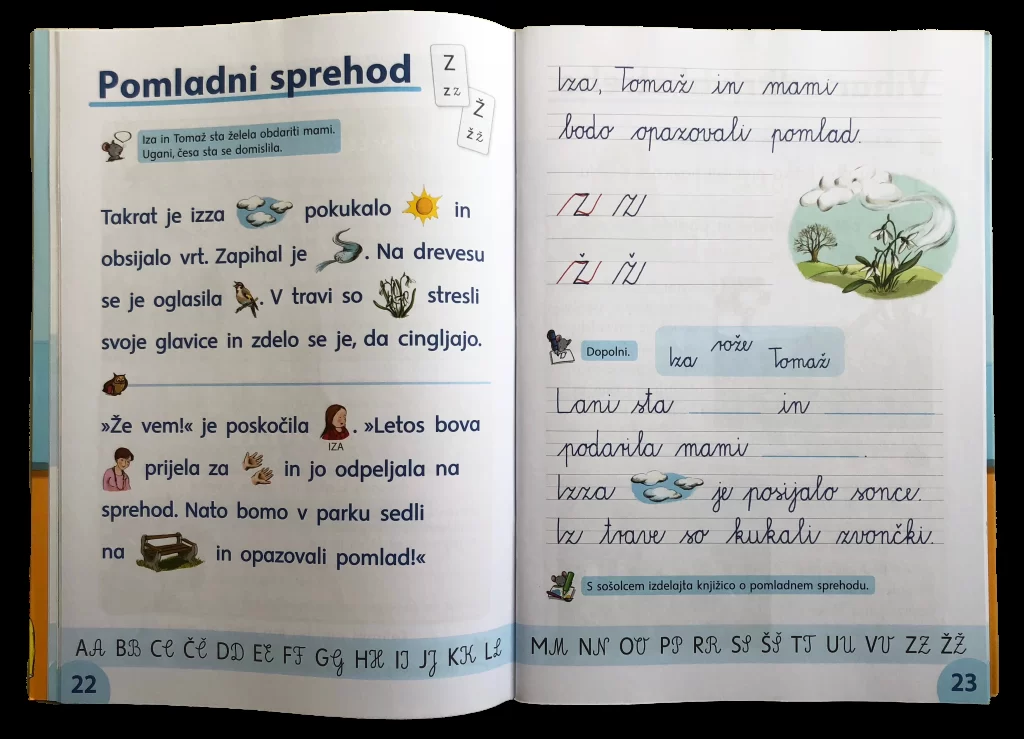 Pomladni sprehod
Z
z z
Ž
ž ž
Iza in Tomaž sta želela obdariti mami.
Ugani, česa sta se domislila.
Takrat je izza pokukalo in
obsijalo vrt. Zapihal je . Na drevesu
se je oglasila . V travi so stresli
svoje glavice in zdelo se je, da cingljajo.
»Že vem!« je poskočila . »Letos bova
IZA
prijela za in jo odpeljala na
sprehod. Nato bomo v parku sedli
na in opazovali pomlad!«
AA BB CC ČČ DD EE FF GG HH IJ JJ KK LL
22
Iza, Tomaž in mami
bodo opazovali pomlad.
Z Z
Ž Ž
Dopolni.
Iza rože Tomaž
Lani sta ______ in ______
podarila mami ______.
Izza je posijalo sonce.
Iz trave so kukali zvončki.
S sošolcem izdelajta knjižico o pomladnem sprehodu.
MM NN OO PP RR SS ŠŠ TT UU VV ZZ ŽŽ
23